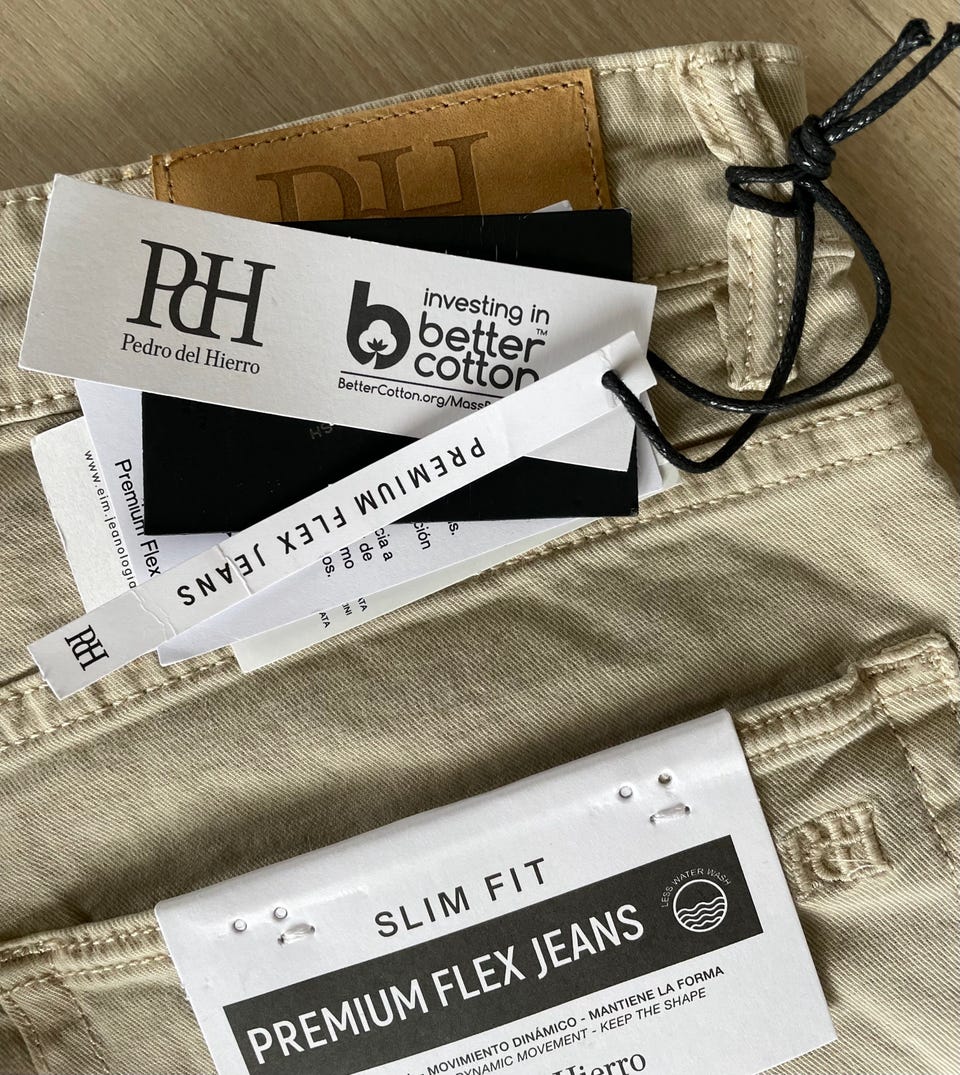 PdH
PdH
Pedro del Hierro
investing in
better
cotton™
BetterCotton.org/
PREMIUM FLEX JEANS
PdH
www.eim.jeanologia
Premium Flex
SLIM FIT
PREMIUM FLEX JEANS
LESS WATER WASH
MOVIMIENTO DINÁMICO - MANTIENE LA FORMA
DYNAMIC MOVEMENT - KEEP THE SHAPE
Hierro
PdH